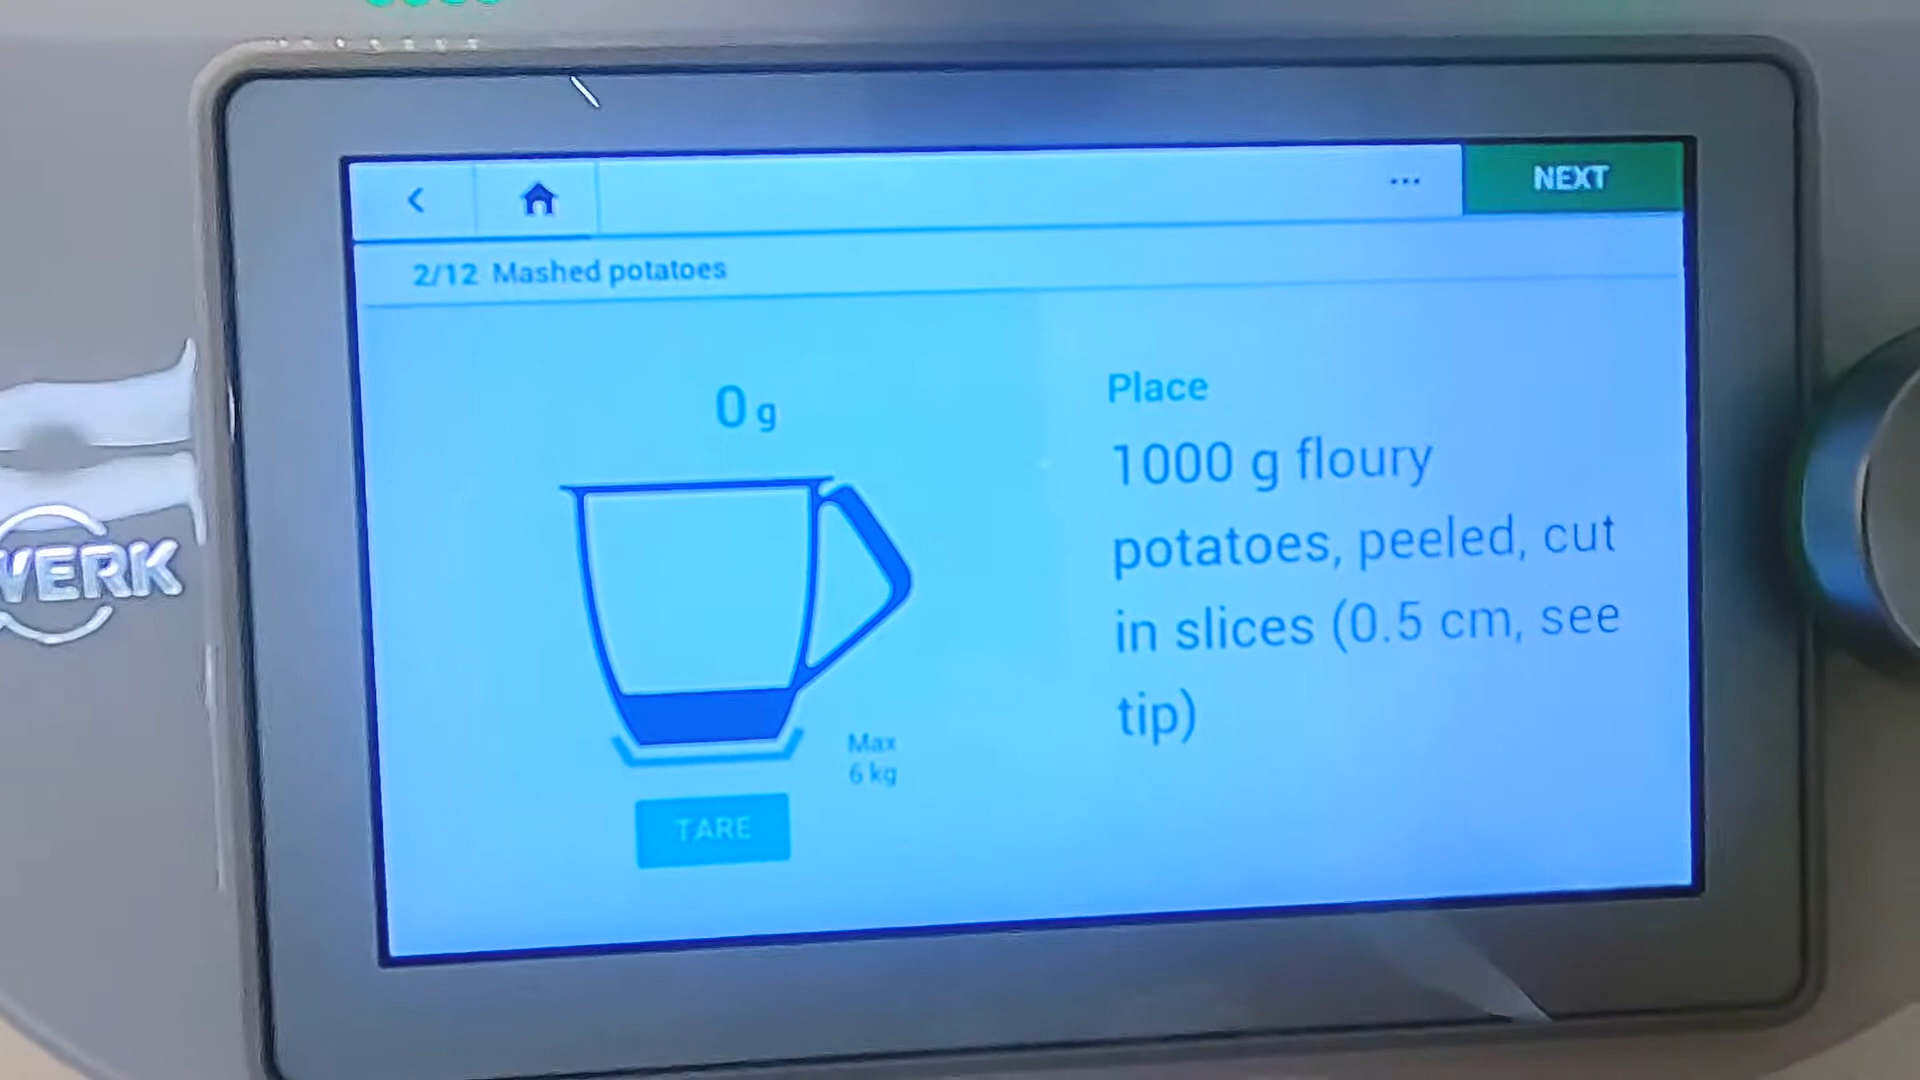 NEXT
2/12 Mashed potatoes
0 g
Place
1000 g floury
potatoes, peeled, cut
in slices (0.5 cm, see
tip)
Max
6 kg
TARE
WERK